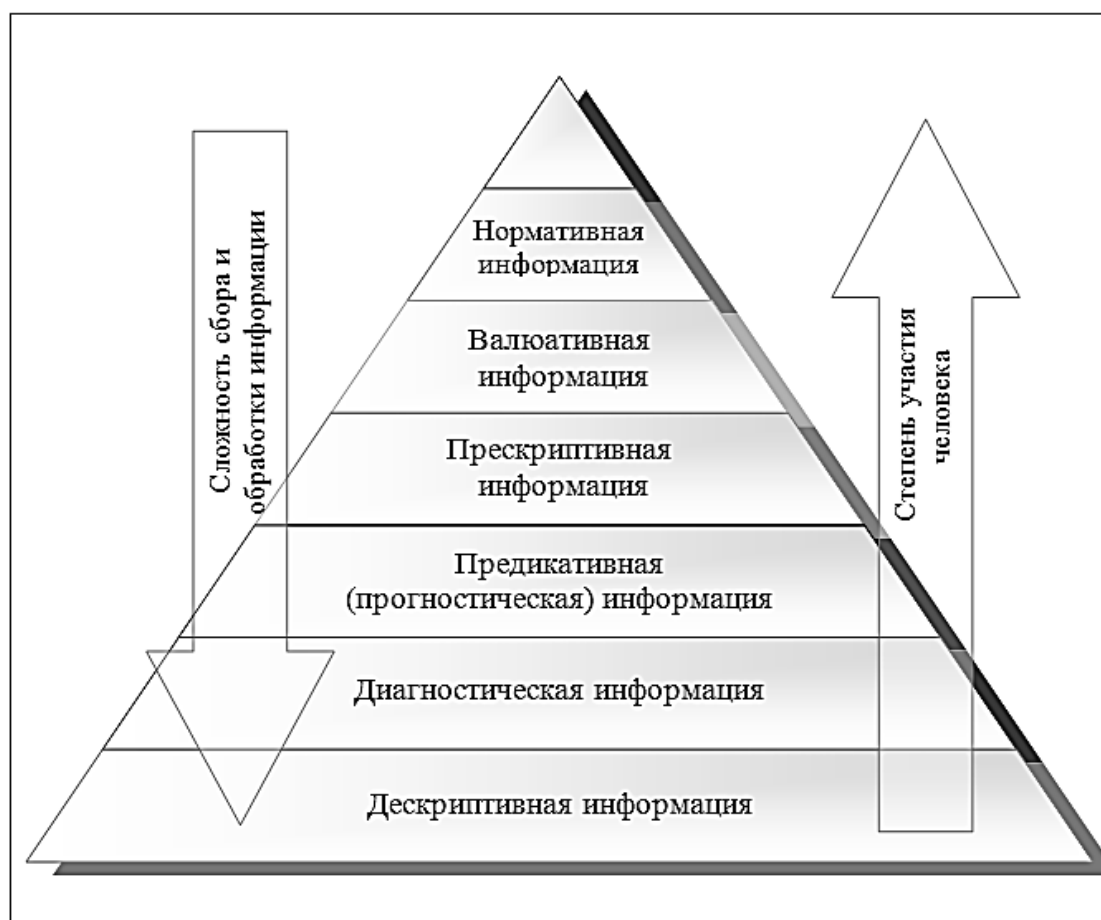 Нормативная
информация
Валюативная
информация
Прескриптивная
информация
Предикативная
(прогностическая) информация
Диагностическая информация
Дескриптивная информация
Сложность сбора и
обработки информации
Степень участия
человека